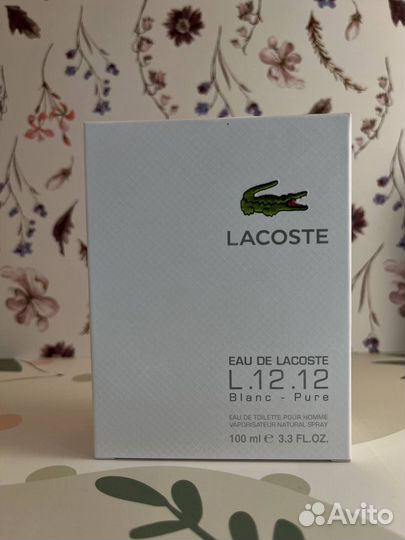 LACOSTE
EAU DE LACOSTE
L.12.12
Blanc - Pure
EAU DE TOILETTE POUR HOMME
VAPORISATEUR NATURAL SPRAY
100 ml ℮ 3.3 FL.OZ.
Avito